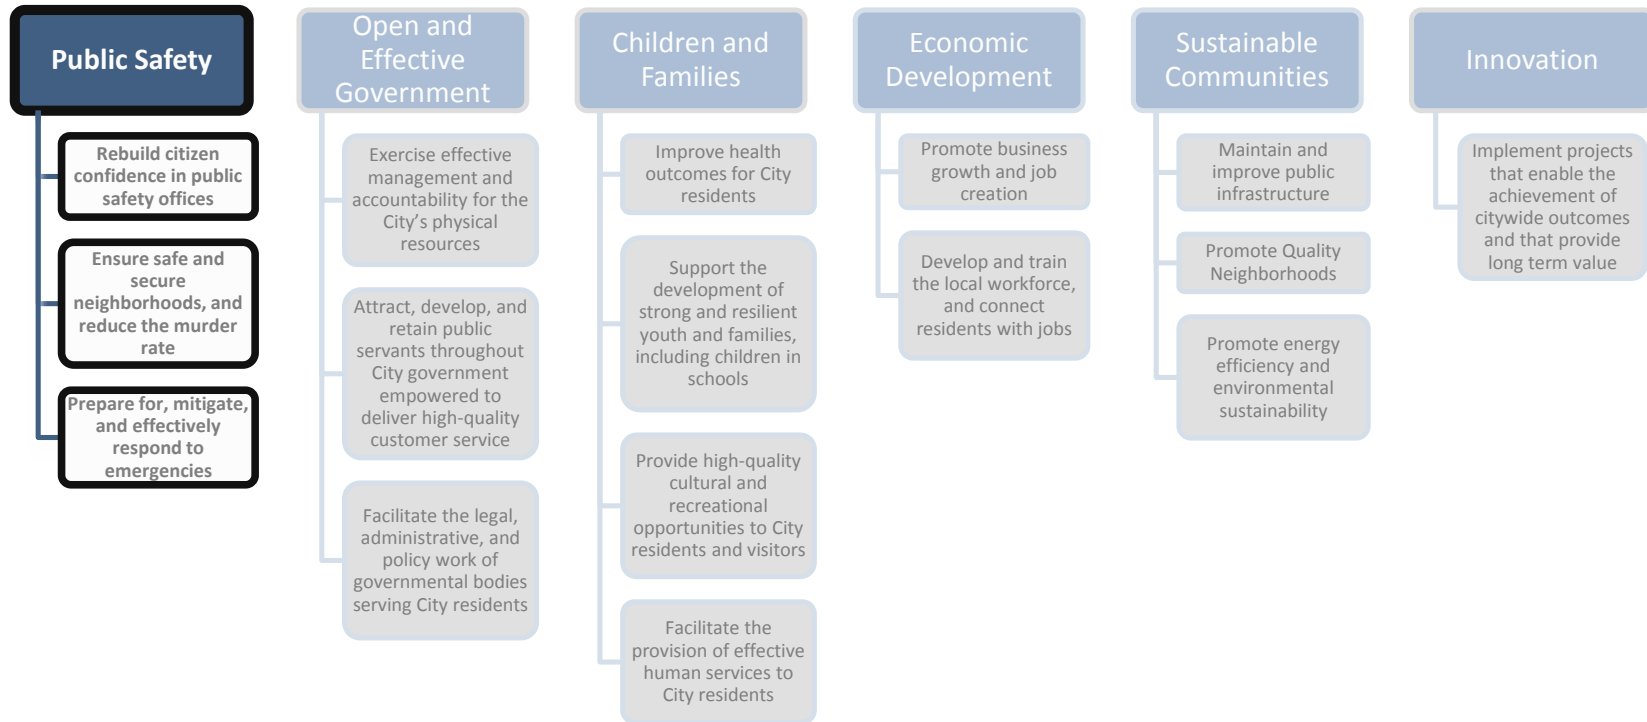 Public Safety
Rebuild citizen
confidence in public
safety offices
Ensure safe and
secure
neighborhoods, and
reduce the murder
rate
Prepare for, mitigate,
and effectively
respond to
emergencies
Open and
Effective
Government
Exercise effective
management and
accountability for the
City’s physical
resources
Attract, develop, and
retain public
servants throughout
City government
empowered to
deliver high-quality
customer service
Facilitate the legal,
administrative, and
policy work of
governmental bodies
serving City residents
Children and
Families
Improve health
outcomes for City
residents
Support the
development of
strong and resilient
youth and families,
including children in
schools
Provide high-quality
cultural and
recreational
opportunities to City
residents and visitors
Facilitate the
provision of effective
human services to
City residents
Economic
Development
Promote business
growth and job
creation
Develop and train
the local workforce,
and connect
residents with jobs
Sustainable
Communities
Maintain and
improve public
infrastructure
Promote Quality
Neighborhoods
Promote energy
efficiency and
environmental
sustainability
Innovation
Implement projects
that enable the
achievement of
citywide outcomes
and that provide
long term value